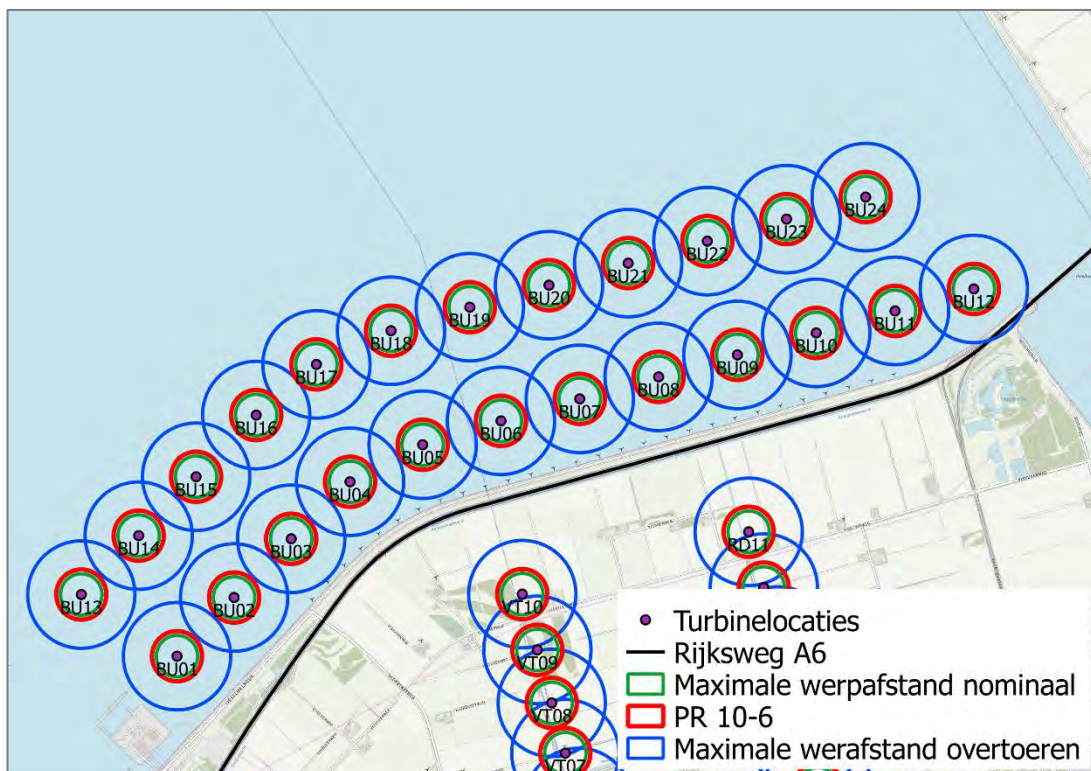 BU24
BU23
BU22
BU21
BU20
BU19
BU18
BU17
BU16
BU15
BU14
BU13
BU12
BU11
BU10
BU09
BU08
BU07
BU06
BU05
BU04
BU03
BU02
BU01
RD11
VT10
VT09
VT08
VT07
Turbinelocaties
Rijksweg A6
Maximale werpafstand nominaal
PR 10-6
Maximale werafstand overtoeren